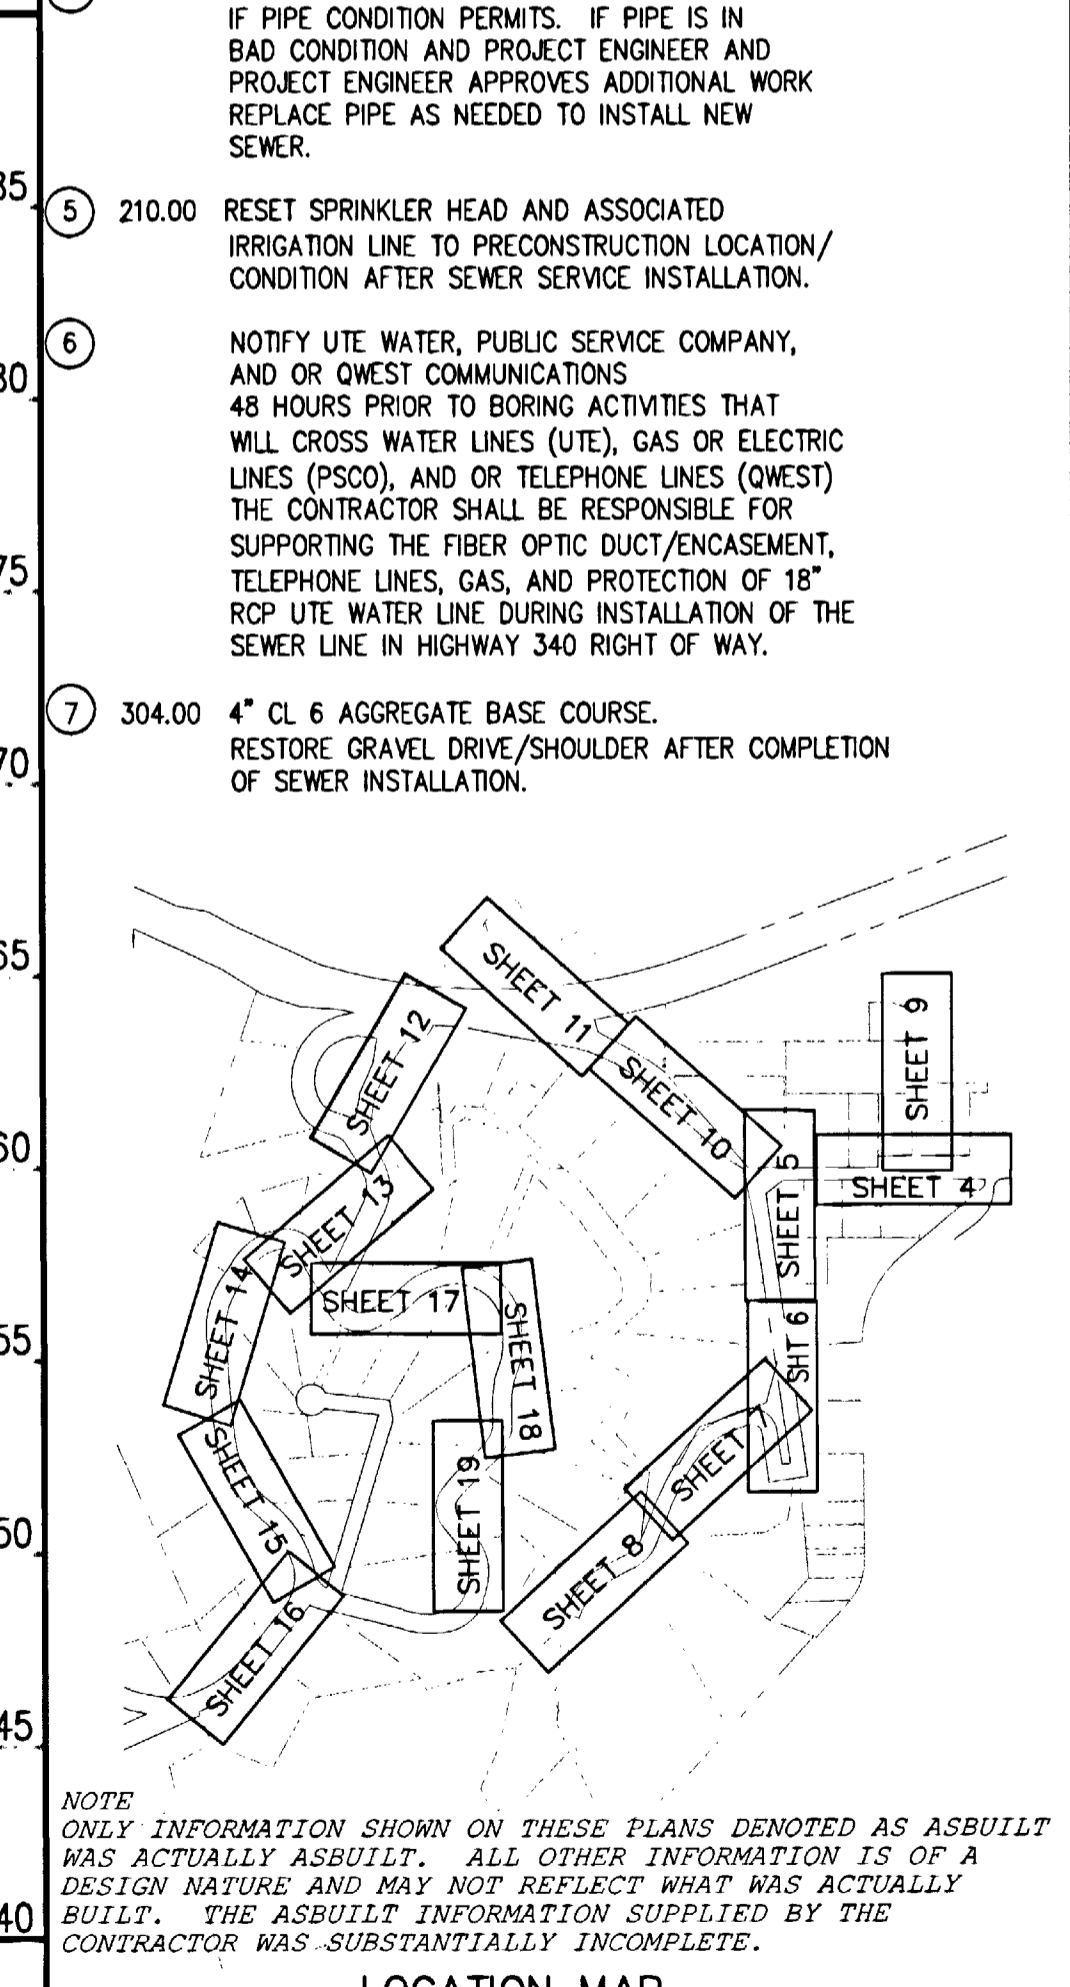 IF PIPE CONDITION PERMITS. IF PIPE IS IN
BAD CONDITION AND PROJECT ENGINEER AND
PROJECT ENGINEER APPROVES ADDITIONAL WORK
REPLACE PIPE AS NEEDED TO INSTALL NEW
SEWER.
5 210.00 RESET SPRINKLER HEAD AND ASSOCIATED
IRRIGATION LINE TO PRECONSTRUCTION LOCATION/
CONDITION AFTER SEWER SERVICE INSTALLATION.
6 NOTIFY UTE WATER, PUBLIC SERVICE COMPANY,
AND OR QWEST COMMUNICATIONS
48 HOURS PRIOR TO BORING ACTIVITIES THAT
WILL CROSS WATER LINES (UTE), GAS OR ELECTRIC
LINES (PSCO), AND OR TELEPHONE LINES (QWEST)
THE CONTRACTOR SHALL BE RESPONSIBLE FOR
SUPPORTING THE FIBER OPTIC DUCT/ENCASEMENT,
TELEPHONE LINES, GAS, AND PROTECTION OF 18"
RCP UTE WATER LINE DURING INSTALLATION OF THE
SEWER LINE IN HIGHWAY 340 RIGHT OF WAY.
7 304.00 4" CL 6 AGGREGATE BASE COURSE.
RESTORE GRAVEL DRIVE/SHOULDER AFTER COMPLETION
OF SEWER INSTALLATION.
SHEET 11
SHEET 12
SHEET 9
SHEET 10
SHEET 5
SHEET 4
SHEET 13
SHEET 14
SHEET 17
SHEET 18
SHT 6
SHEET 7
SHEET 15
SHEET 19
SHEET 8
SHEET 16
85
80
75
70
65
60
55
50
45
40
NOTE
ONLY INFORMATION SHOWN ON THESE PLANS DENOTED AS ASBUILT
WAS ACTUALLY ASBUILT. ALL OTHER INFORMATION IS OF A
DESIGN NATURE AND MAY NOT REFLECT WHAT WAS ACTUALLY
BUILT. THE ASBUILT INFORMATION SUPPLIED BY THE
CONTRACTOR WAS SUBSTANTIALLY INCOMPLETE.
LOCATION MAP